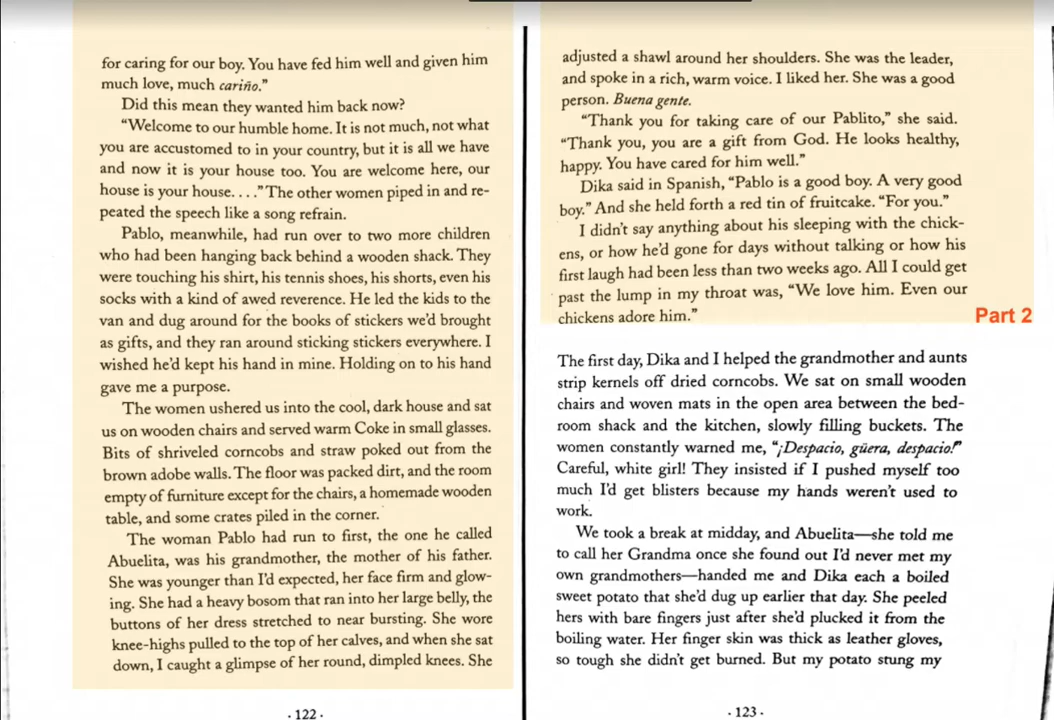 for caring for our boy. You have fed him well and given him
much love, much cariño."
Did this mean they wanted him back now?
"Welcome to our humble home. It is not much, not what
you are accustomed to in your country, but it is all we have
and now it is your house too. You are welcome here, our
house is your house. . . ." The other women piped in and re-
peated the speech like a song refrain.
Pablo, meanwhile, had run over to two more children
who had been hanging back behind a wooden shack. They
were touching his shirt, his tennis shoes, his shorts, even his
socks with a kind of awed reverence. He led the kids to the
van and dug around for the books of stickers we'd brought
as gifts, and they ran around sticking stickers everywhere. I
wished he'd kept his hand in mine. Holding on to his hand
gave me a purpose.
The women ushered us into the cool, dark house and sat
us on wooden chairs and served warm Coke in small glasses.
Bits of shriveled corncobs and straw poked out from the
brown adobe walls. The floor was packed dirt, and the room
empty of furniture except for the chairs, a homemade wooden
table, and some crates piled in the corner.
The woman Pablo had run to first, the one he called
Abuelita, was his grandmother, the mother of his father.
She was younger than I'd expected, her face firm and glow-
ing. She had a heavy bosom that ran into her large belly, the
buttons of her dress stretched to near bursting. She wore
knee-highs pulled to the top of her calves, and when she sat
down, I caught a glimpse of her round, dimpled knees. She
· 122 ·
adjusted a shawl around her shoulders. She was the leader,
and spoke in a rich, warm voice. I liked her. She was a good
person. Buena gente.
"Thank you for taking care of our Pablito," she said.
"Thank you, you are a gift from God. He looks healthy,
happy. You have cared for him well."
Dika said in Spanish, "Pablo is a good boy. A very good
boy." And she held forth a red tin of fruitcake. "For you."
I didn't say anything about his sleeping with the chick-
ens, or how he'd gone for days without talking or how his
first laugh had been less than two weeks ago. All I could get
past the lump in my throat was, "We love him. Even our
chickens adore him."
Part 2
The first day, Dika and I helped the grandmother and aunts
strip kernels off dried corncobs. We sat on small wooden
chairs and woven mats in the open area between the bed-
room shack and the kitchen, slowly filling buckets. The
women constantly warned me, "¡Despacio, güera, despacio!"
Careful, white girl! They insisted if I pushed myself too
much I'd get blisters because my hands weren't used to
work.
We took a break at midday, and Abuelita—she told me
to call her Grandma once she found out I'd never met my
own grandmothers—handed me and Dika each a boiled
sweet potato that she'd dug up earlier that day. She peeled
hers with bare fingers just after she'd plucked it from the
boiling water. Her finger skin was thick as leather gloves,
so tough she didn't get burned. But my potato stung my
· 123 ·